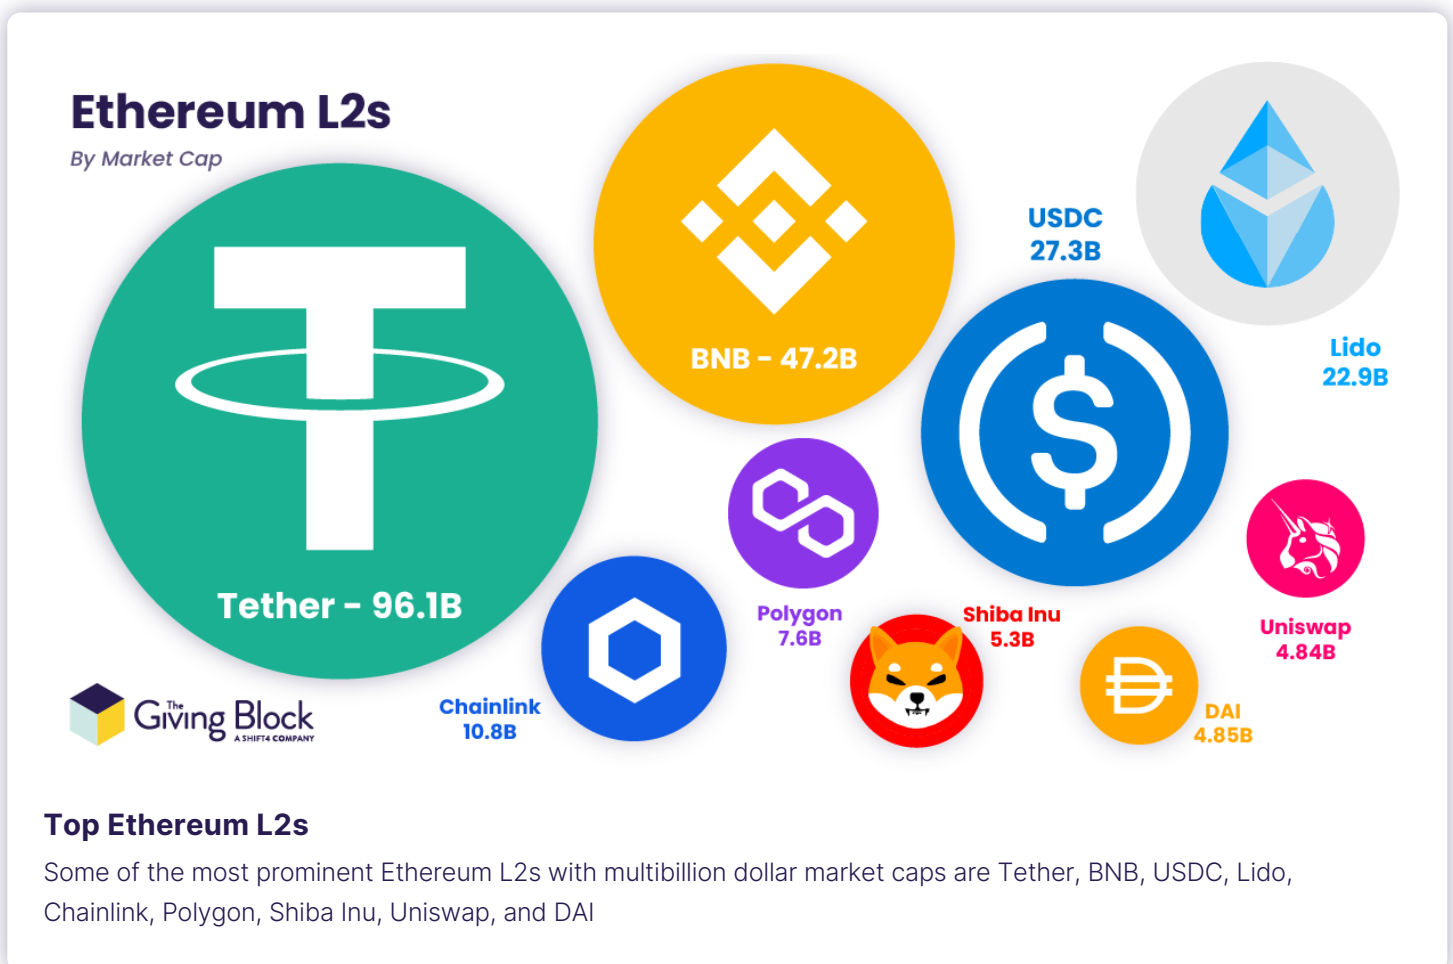 Ethereum L2s
By Market Cap
Tether - 96.1B
BNB - 47.2B
USDC
27.3B
Lido
22.9B
Chainlink
10.8B
Polygon
7.6B
Shiba Inu
5.3B
DAI
4.85B
Uniswap
4.84B
The
Giving Block
A SHIFT4 COMPANY
Top Ethereum L2s
Some of the most prominent Ethereum L2s with multibillion dollar market caps are Tether, BNB, USDC, Lido,
Chainlink, Polygon, Shiba Inu, Uniswap, and DAI